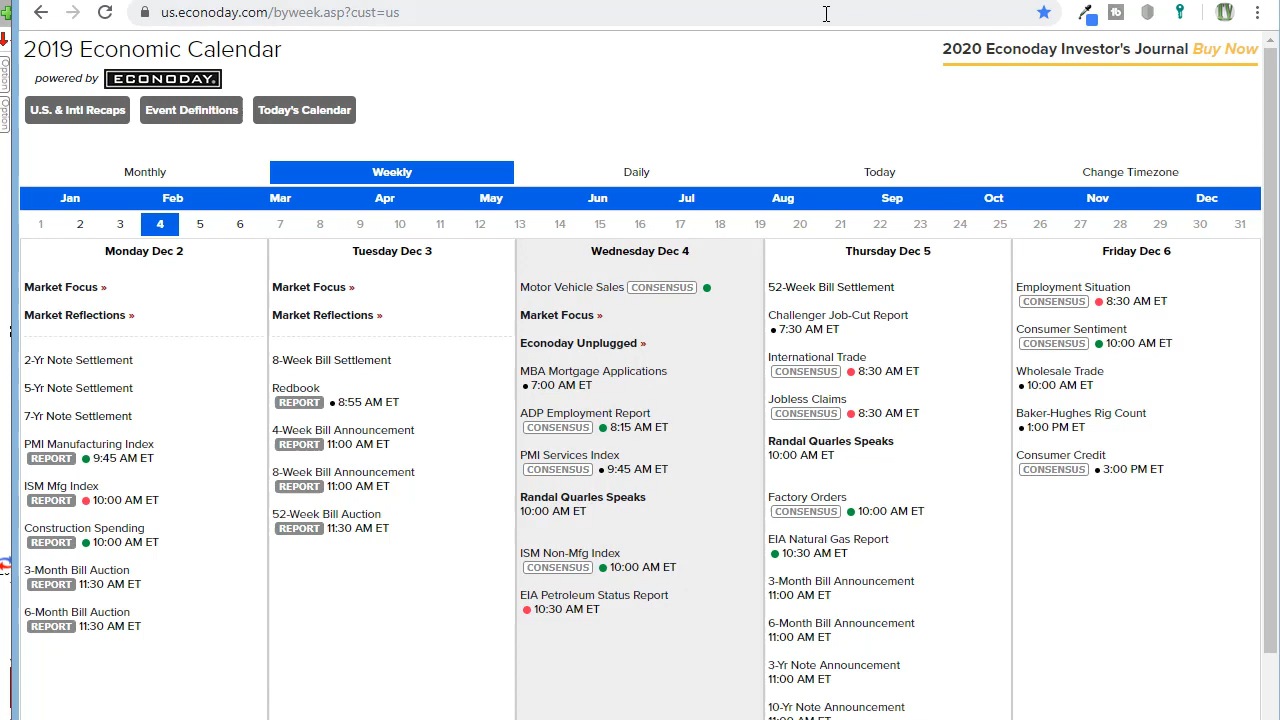 us.econoday.com/byweek.asp?cust=us
2019 Economic Calendar
2020 Econoday Investor's Journal Buy Now
powered by ECONODAY.
U.S. & Intl Recaps Event Definitions Today's Calendar
Monthly Weekly Daily Today Change Timezone
Jan Feb Mar Apr May Jun Jul Aug Sep Oct Nov Dec
1 2 3 4 5 6 7 8 9 10 11 12 13 14 15 16 17 18 19 20 21 22 23 24 25 26 27 28 29 30 31
Monday Dec 2
Market Focus »
Market Reflections »
2-Yr Note Settlement
5-Yr Note Settlement
7-Yr Note Settlement
PMI Manufacturing Index
REPORT 9:45 AM ET
ISM Mfg Index
REPORT 10:00 AM ET
Construction Spending
REPORT 10:00 AM ET
3-Month Bill Auction
REPORT 11:30 AM ET
6-Month Bill Auction
REPORT 11:30 AM ET
Tuesday Dec 3
Market Focus »
Market Reflections »
8-Week Bill Settlement
Redbook
REPORT 8:55 AM ET
4-Week Bill Announcement
REPORT 11:00 AM ET
8-Week Bill Announcement
REPORT 11:00 AM ET
52-Week Bill Auction
REPORT 11:30 AM ET
Wednesday Dec 4
Motor Vehicle Sales CONSENSUS
Market Focus »
Econoday Unplugged »
MBA Mortgage Applications
7:00 AM ET
ADP Employment Report
CONSENSUS 8:15 AM ET
PMI Services Index
CONSENSUS 9:45 AM ET
Randal Quarles Speaks
10:00 AM ET
ISM Non-Mfg Index
CONSENSUS 10:00 AM ET
EIA Petroleum Status Report
10:30 AM ET
Thursday Dec 5
52-Week Bill Settlement
Challenger Job-Cut Report
7:30 AM ET
International Trade
CONSENSUS 8:30 AM ET
Jobless Claims
CONSENSUS 8:30 AM ET
Randal Quarles Speaks
10:00 AM ET
Factory Orders
CONSENSUS 10:00 AM ET
EIA Natural Gas Report
10:30 AM ET
3-Month Bill Announcement
11:00 AM ET
6-Month Bill Announcement
11:00 AM ET
3-Yr Note Announcement
11:00 AM ET
10-Yr Note Announcement
11:00 AM ET
Friday Dec 6
Employment Situation
CONSENSUS 8:30 AM ET
Consumer Sentiment
CONSENSUS 10:00 AM ET
Wholesale Trade
10:00 AM ET
Baker-Hughes Rig Count
1:00 PM ET
Consumer Credit
CONSENSUS 3:00 PM ET
Option
Option